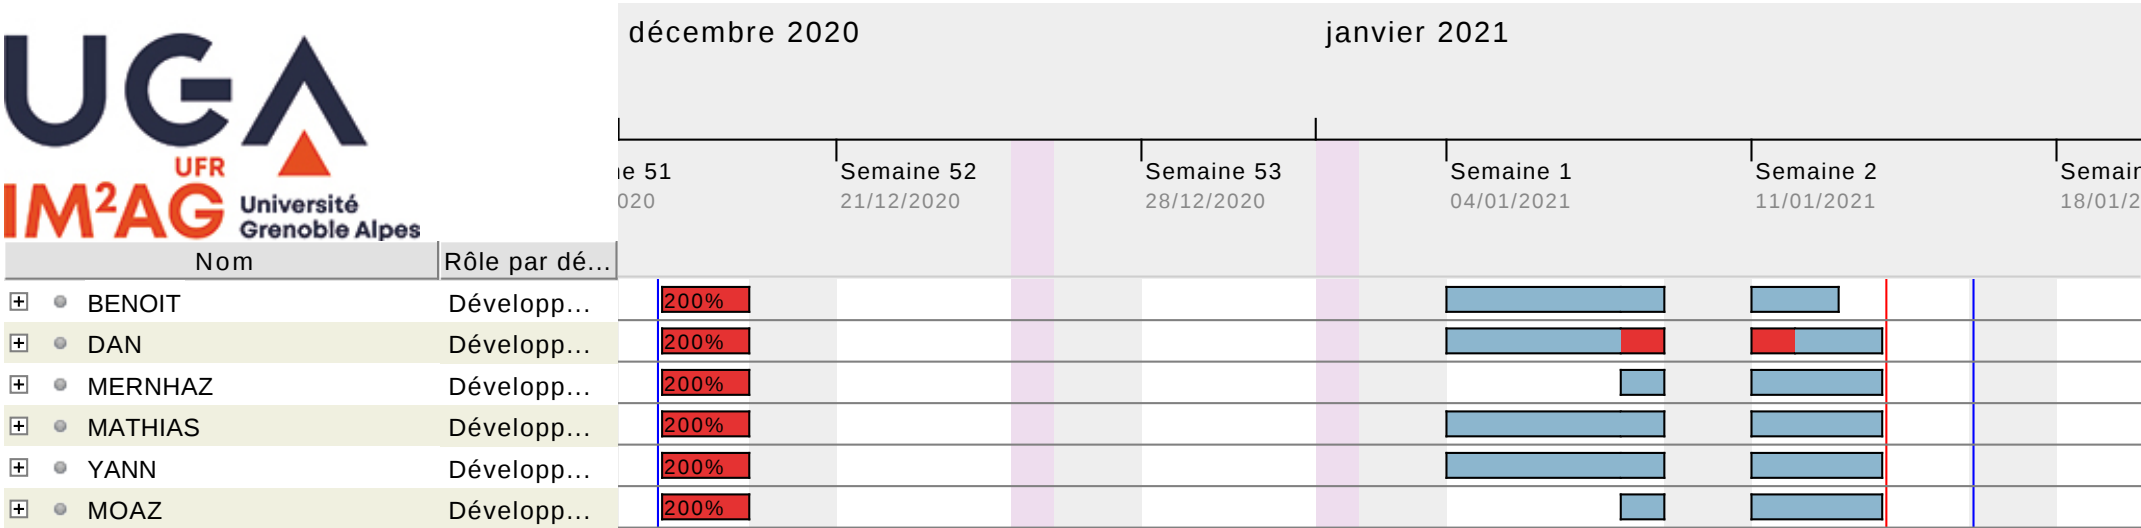 UGA
UFR
IM²AG Université
Grenoble Alpes
décembre 2020 janvier 2021
ne 51 Semaine 52 Semaine 53 Semaine 1 Semaine 2 Semain
020 21/12/2020 28/12/2020 04/01/2021 11/01/2021 18/01/2
Nom Rôle par dé...
BENOIT Développ... 200%
DAN Développ... 200%
MERNHAZ Développ... 200%
MATHIAS Développ... 200%
YANN Développ... 200%
MOAZ Développ... 200%